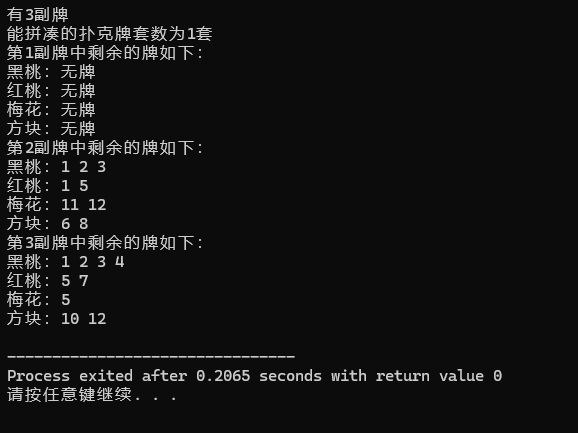 有3副牌
能拼凑的扑克牌套数为1套
第1副牌中剩余的牌如下:
黑桃: 无牌
红桃: 无牌
梅花: 无牌
方块: 无牌
第2副牌中剩余的牌如下:
黑桃: 1 2 3
红桃: 1 5
梅花: 11 12
方块: 6 8
第3副牌中剩余的牌如下:
黑桃: 1 2 3 4
红桃: 5 7
梅花: 5
方块: 10 12
--------------------------------
Process exited after 0.2065 seconds with return value 0
请按任意键继续. . .